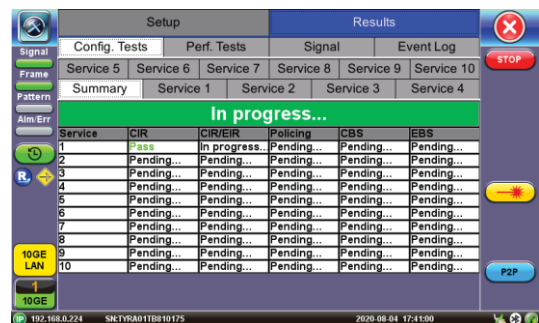 Setup Results
Signal Config. Tests Perf. Tests Signal Event Log
STOP
Frame Service 5 Service 6 Service 7 Service 8 Service 9 Service 10
Pattern Summary Service 1 Service 2 Service 3 Service 4
Alm/Err In progress...
Service CIR CIR/EIR Policing CBS EBS
1 Pass In progress... Pending... Pending... Pending...
2 Pending... Pending... Pending... Pending... Pending...
R. 3 Pending... Pending... Pending... Pending... Pending...
4 Pending... Pending... Pending... Pending... Pending...
5 Pending... Pending... Pending... Pending... Pending...
6 Pending... Pending... Pending... Pending... Pending...
7 Pending... Pending... Pending... Pending... Pending...
8 Pending... Pending... Pending... Pending... Pending...
9 Pending... Pending... Pending... Pending... Pending...
10 Pending... Pending... Pending... Pending... Pending...
10GE
LAN
P2P
1
10GE
IP 192.168.0.224 SN:TYRA01TB810175 2020-08-04 17:41:00